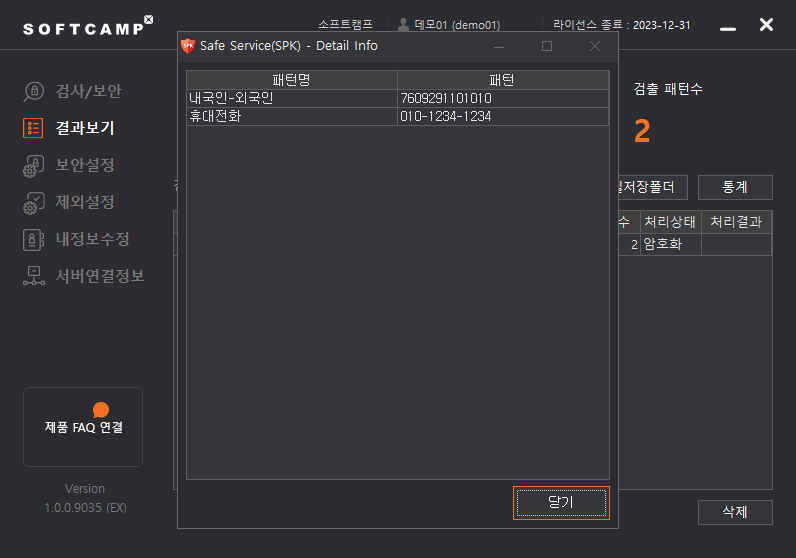 SOFTCAMP
소프트캠프
데모01 (demo01)
라이선스 종료 : 2023-12-31
SPK
Safe Service(SPK) - Detail Info
검사/보안
결과보기
보안설정
제외설정
내정보수정
서버연결정보
패턴명 패턴
내국인-외국인 7609291101010
휴대전화 010-1234-1234
검출 패턴수
2
저장폴더
통계
수 처리상태 처리결과
2 암호화
제품 FAQ 연결
Version
1.0.0.9035 (EX)
닫기
삭제